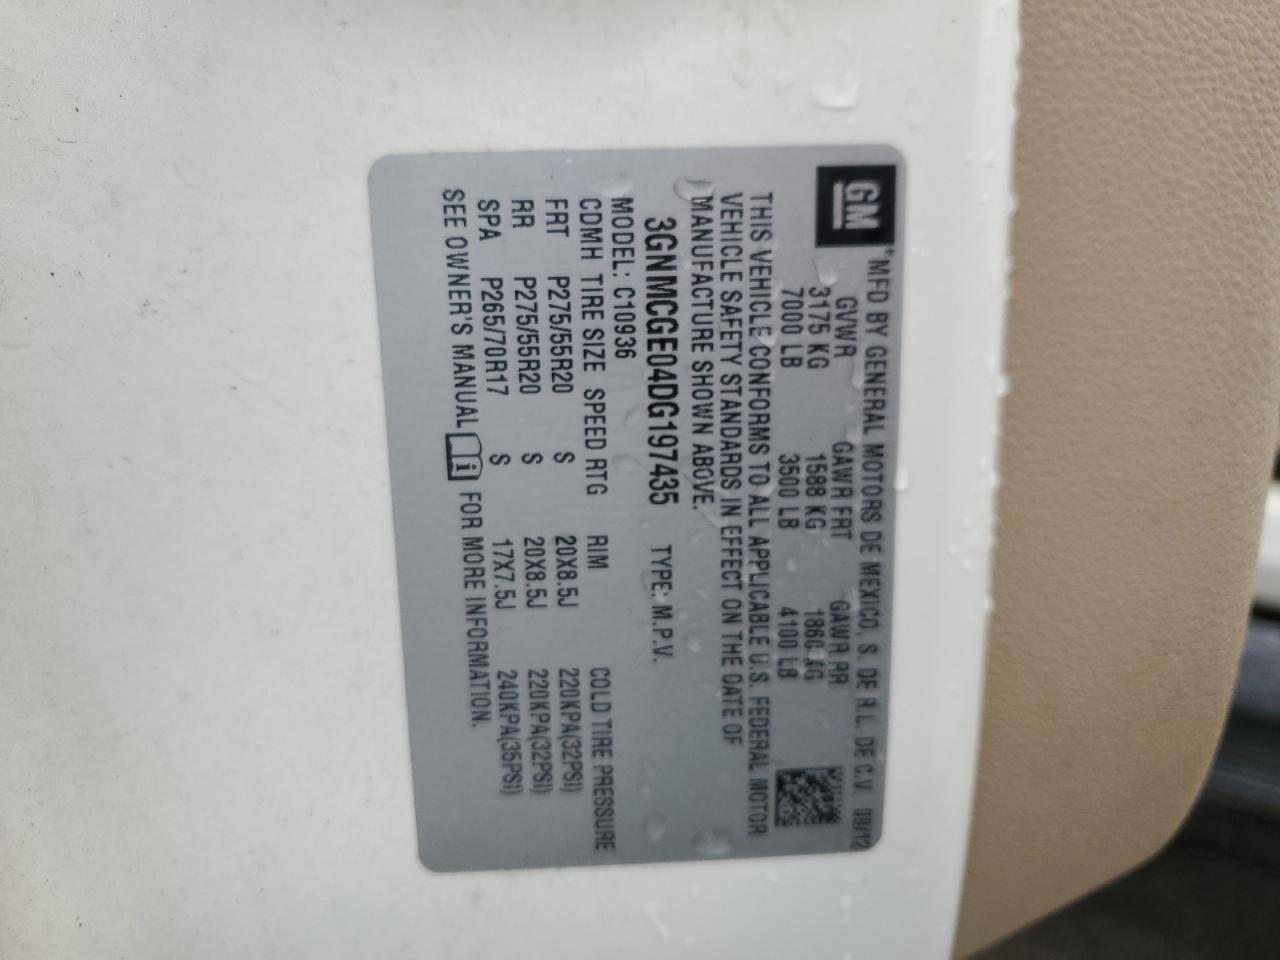 GM
*MFD BY GENERAL MOTORS DE MEXICO, S. DE R.L. DE C.V. 09/12
GVWR GAWR FRT GAWR RR
3175 KG 1588 KG 1860 KG
7000 LB 3500 LB 4100 LB
THIS VEHICLE CONFORMS TO ALL APPLICABLE U.S. FEDERAL MOTOR
VEHICLE SAFETY STANDARDS IN EFFECT ON THE DATE OF
MANUFACTURE SHOWN ABOVE.
3GNMCGE04DG197435 TYPE: M.P.V.
MODEL: C10936
CDMH TIRE SIZE SPEED RTG RIM COLD TIRE PRESSURE
FRT P275/55R20 S 20X8.5J 220KPA(32PSI)
RR P275/55R20 S 20X8.5J 220KPA(32PSI)
SPA P265/70R17 S 17X7.5J 240KPA(35PSI)
SEE OWNER'S MANUAL i FOR MORE INFORMATION.